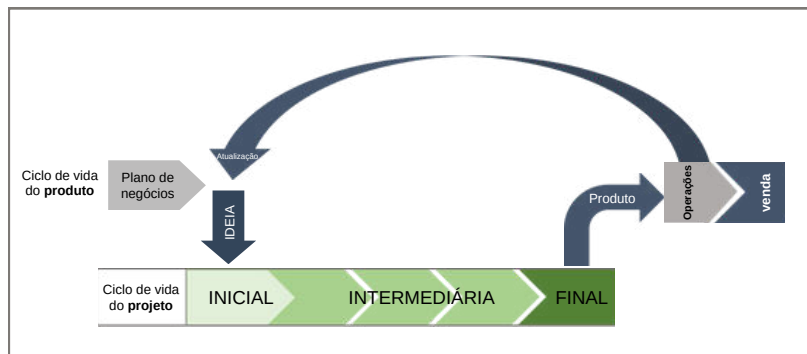 Atualização
Ciclo de vida
do produto
Plano de
negócios
IDEIA
Produto
Operações
venda
Ciclo de vida
do projeto
INICIAL
INTERMEDIÁRIA
FINAL